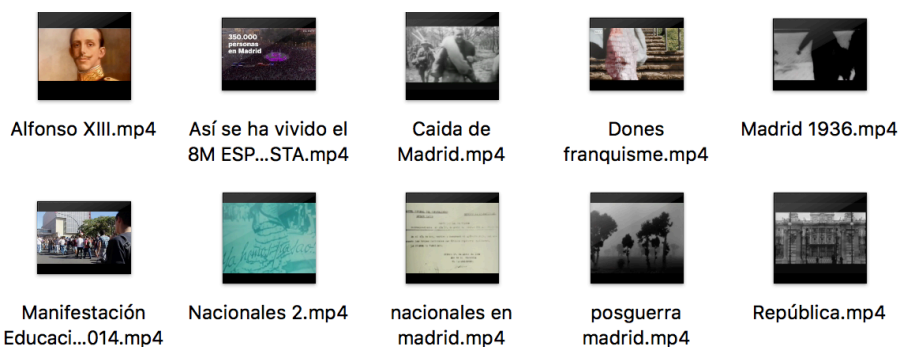 350.000
personas
en Madrid
Alfonso XIII.mp4
Así se ha vivido el
8M ESP...STA.mp4
Caida de
Madrid.mp4
Dones
franquisme.mp4
Madrid 1936.mp4
Manifestación
Educaci...014.mp4
Nacionales 2.mp4
nacionales en
madrid.mp4
posguerra
madrid.mp4
República.mp4